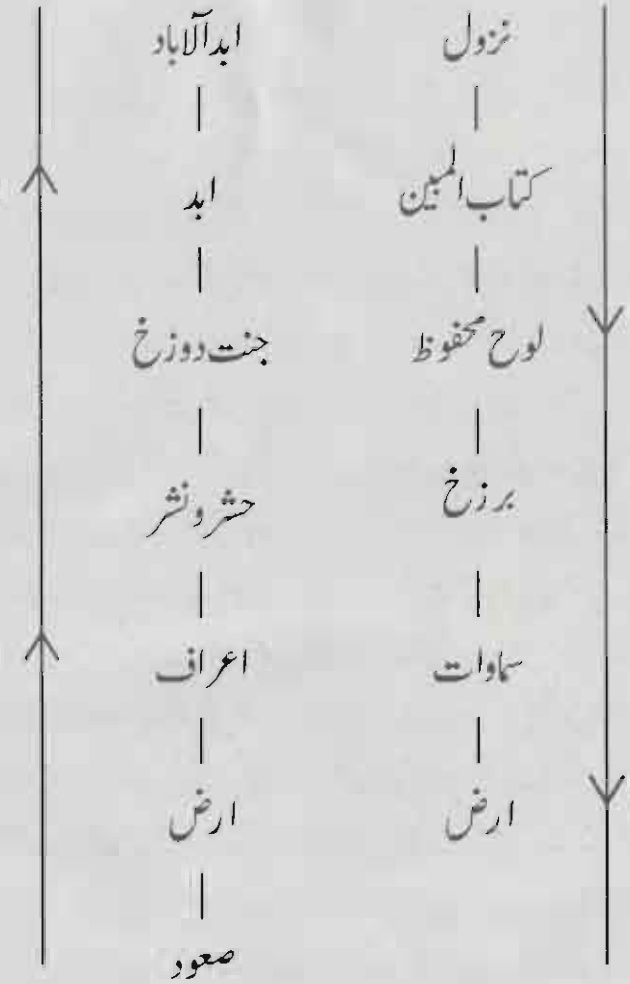 نزول
کتاب المبین
لوح محفوظ
برزخ
سماوات
ارض
ابدآلاباد
ابد
جنت دوزخ
حشر و نشر
اعراف
ارض
صعود